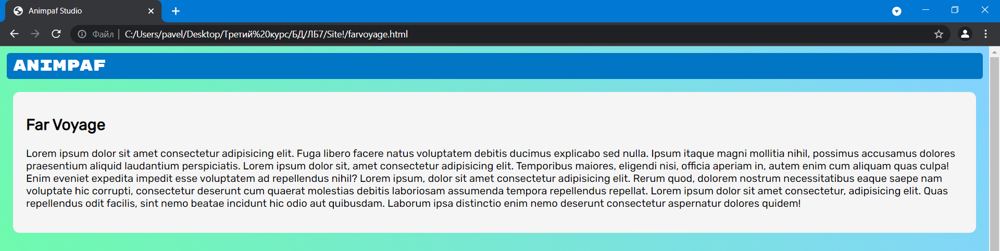 Animpaf Studio
Файл | C:/Users/pavel/Desktop/Третий%20курс/БД/ЛБ7/Site!/farvoyage.html
ANIMPAF
Far Voyage
Lorem ipsum dolor sit amet consectetur adipisicing elit. Fuga libero facere natus voluptatem debitis ducimus explicabo sed nulla. Ipsum itaque magni mollitia nihil, possimus accusamus dolores
praesentium aliquid laudantium perspiciatis. Lorem ipsum dolor sit, amet consectetur adipisicing elit. Temporibus maiores, eligendi nisi, officia aperiam in, autem enim cum aliquam quas culpa!
Enim eveniet expedita impedit esse voluptatem ad repellendus nihil? Lorem ipsum, dolor sit amet consectetur adipisicing elit. Rerum quod, dolorem nostrum necessitatibus eaque saepe nam
voluptate hic corrupti, consectetur deserunt cum quaerat molestias debitis laboriosam assumenda tempora repellendus repellat. Lorem ipsum dolor sit amet consectetur, adipisicing elit. Quas
repellendus odit facilis, sint nemo beatae incidunt hic odio aut quibusdam. Laborum ipsa distinctio enim nemo deserunt consectetur aspernatur dolores quidem!